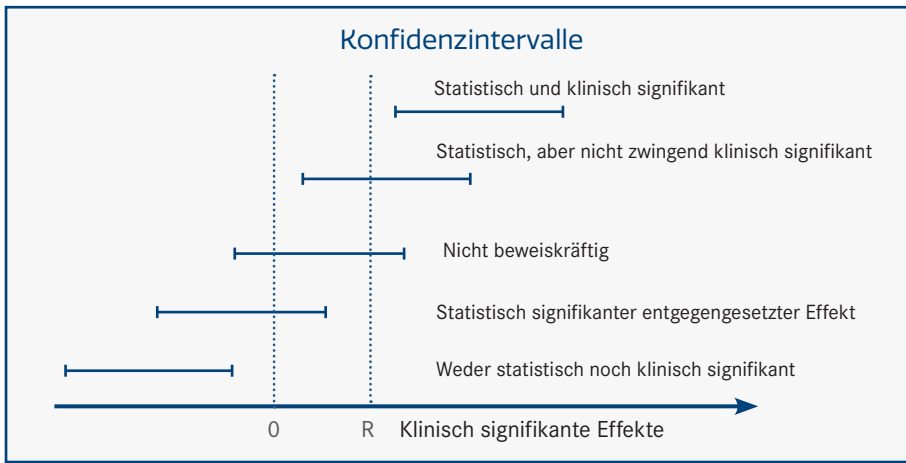 Konfidenzintervalle
Statistisch und klinisch signifikant
Statistisch, aber nicht zwingend klinisch signifikant
Nicht beweiskräftig
Statistisch signifikanter entgegengesetzter Effekt
Weder statistisch noch klinisch signifikant
0 R Klinisch signifikante Effekte